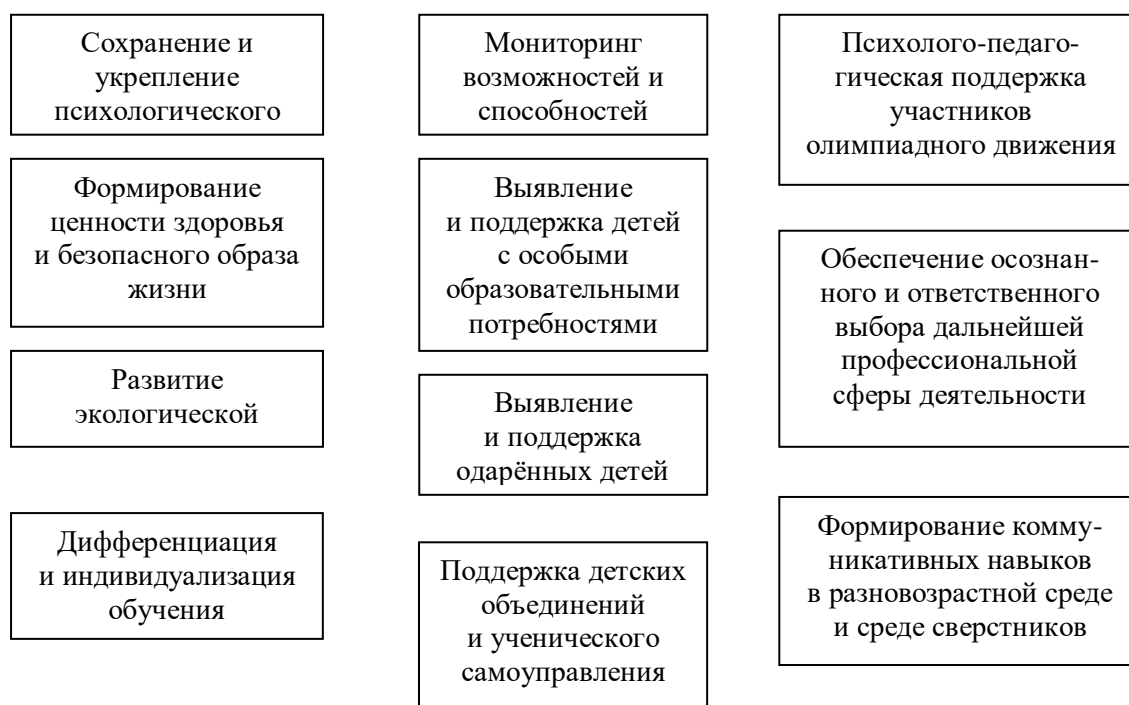 Сохранение и
укрепление
психологического
Формирование
ценности здоровья
и безопасного образа
жизни
Развитие
экологической
Дифференциация
и индивидуализация
обучения
Мониторинг
возможностей и
способностей
Выявление
и поддержка детей
с особыми
образовательными
потребностями
Выявление
и поддержка
одарённых детей
Поддержка детских
объединений
и ученического
самоуправления
Психолого-педаго-
гическая поддержка
участников
олимпиадного движения
Обеспечение осознан-
ного и ответственного
выбора дальнейшей
профессиональной
сферы деятельности
Формирование комму-
никативных навыков
в разновозрастной среде
и среде сверстников